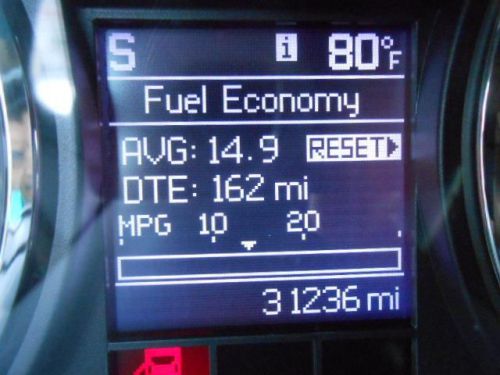 S i 80°F
Fuel Economy
AVG: 14.9 RESET
DTE: 162 mi
MPG 10 20
31236 mi